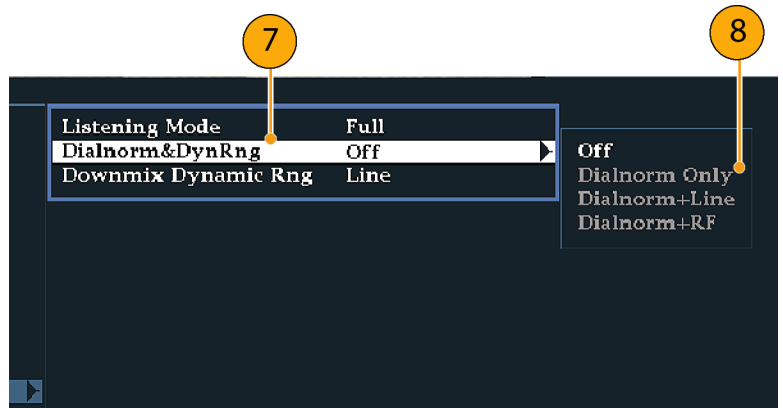 7
8
Listening Mode Full
Dialnorm&DynRng Off
Downmix Dynamic Rng Line
Off
Dialnorm Only
Dialnorm+Line
Dialnorm+RF